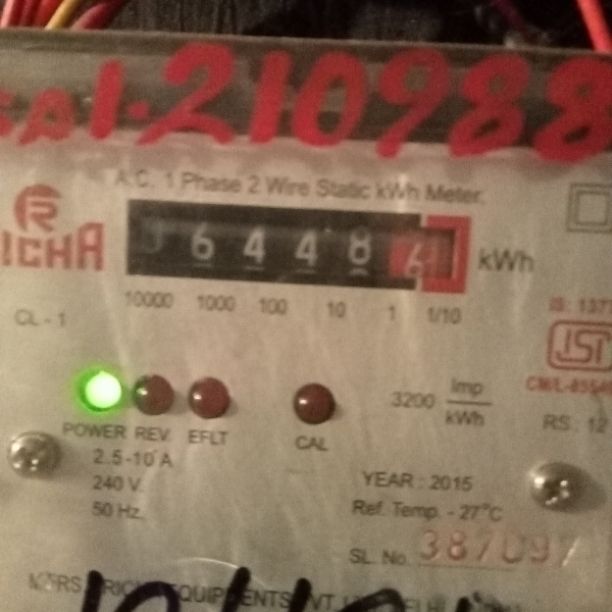 1.210988
A.C. 1 Phase 2 Wire Static kWh Meter.
RICHA
6448 kWh
10000 1000 100 10 1 1/10
CL - 1
ISI
3200 Imp/kWh
RS: 12
POWER REV. EFLT CAL
2.5-10 A
240 V.
50 Hz.
YEAR : 2015
Ref. Temp. - 27°C
SL. No.